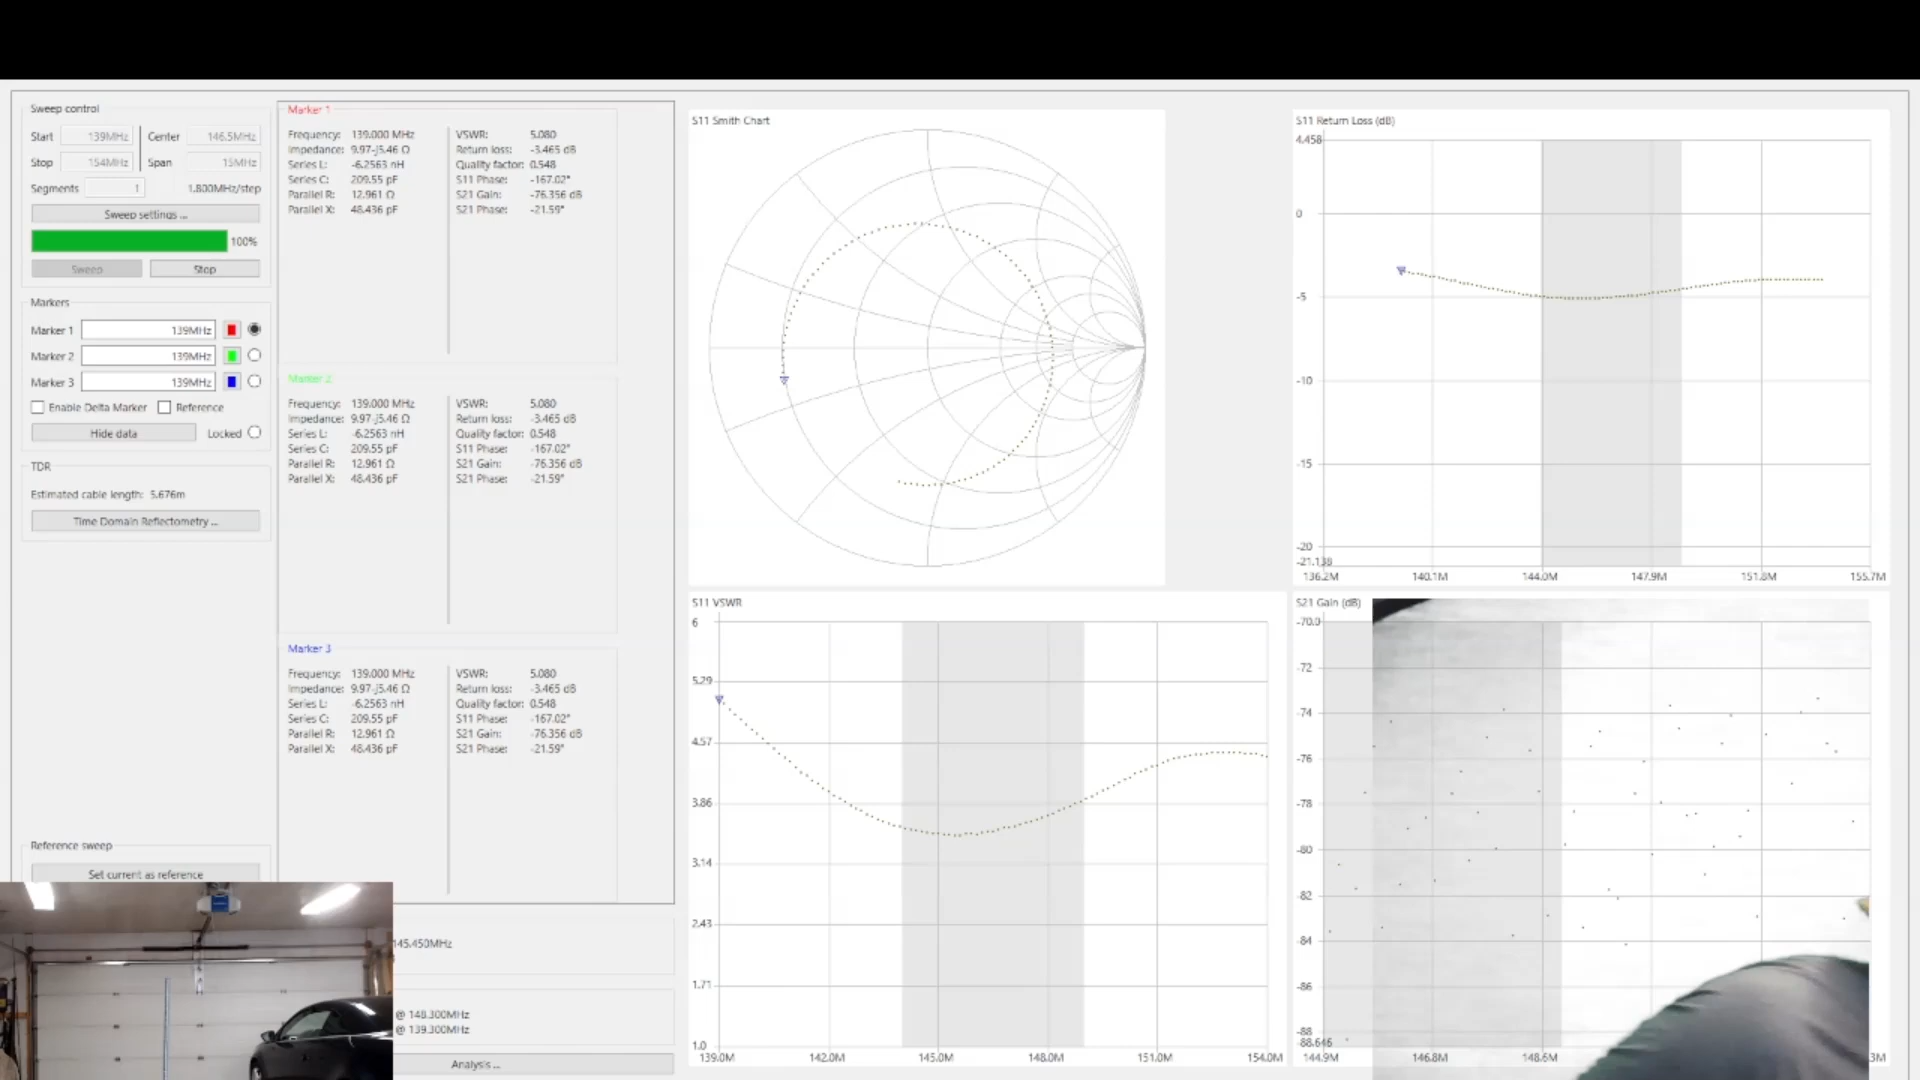 Sweep control
Start 139MHz Center 146.5MHz
Stop 154MHz Span 15MHz
Segments 1 1.800MHz/step
Sweep settings ...
100%
Sweep Stop
Markers
Marker 1 139MHz
Marker 2 139MHz
Marker 3 139MHz
Enable Delta Marker Reference
Hide data Locked
TDR
Estimated cable length: 5.676m
Time Domain Reflectometry ...
Reference sweep
Set current as reference
Marker 1
Frequency: 139.000 MHz VSWR: 5.080
Impedance: 9.97-j5.46 Ω Return loss: -3.465 dB
Series L: -6.2563 nH Quality factor: 0.548
Series C: 209.55 pF S11 Phase: -167.02°
Parallel R: 12.961 Ω S21 Gain: -76.356 dB
Parallel X: 48.436 pF S21 Phase: -21.59°
Marker 2
Frequency: 139.000 MHz VSWR: 5.080
Impedance: 9.97-j5.46 Ω Return loss: -3.465 dB
Series L: -6.2563 nH Quality factor: 0.548
Series C: 209.55 pF S11 Phase: -167.02°
Parallel R: 12.961 Ω S21 Gain: -76.356 dB
Parallel X: 48.436 pF S21 Phase: -21.59°
Marker 3
Frequency: 139.000 MHz VSWR: 5.080
Impedance: 9.97-j5.46 Ω Return loss: -3.465 dB
Series L: -6.2563 nH Quality factor: 0.548
Series C: 209.55 pF S11 Phase: -167.02°
Parallel R: 12.961 Ω S21 Gain: -76.356 dB
Parallel X: 48.436 pF S21 Phase: -21.59°
145.450MHz
@ 148.300MHz
@ 139.300MHz
Analysis ...
S11 Smith Chart
S11 Return Loss (dB)
4.458
0
-5
-10
-15
-20
-21.138
136.2M 140.1M 144.0M 147.9M 151.8M 155.7M
S11 VSWR
6
5.29
4.57
3.86
3.14
2.43
1.71
1.0
139.0M 142.0M 145.0M 148.0M 151.0M 154.0M
S21 Gain (dB)
-70.0
-72
-74
-76
-78
-80
-82
-84
-86
-88
-88.646
144.9M 146.8M 148.6M 3M